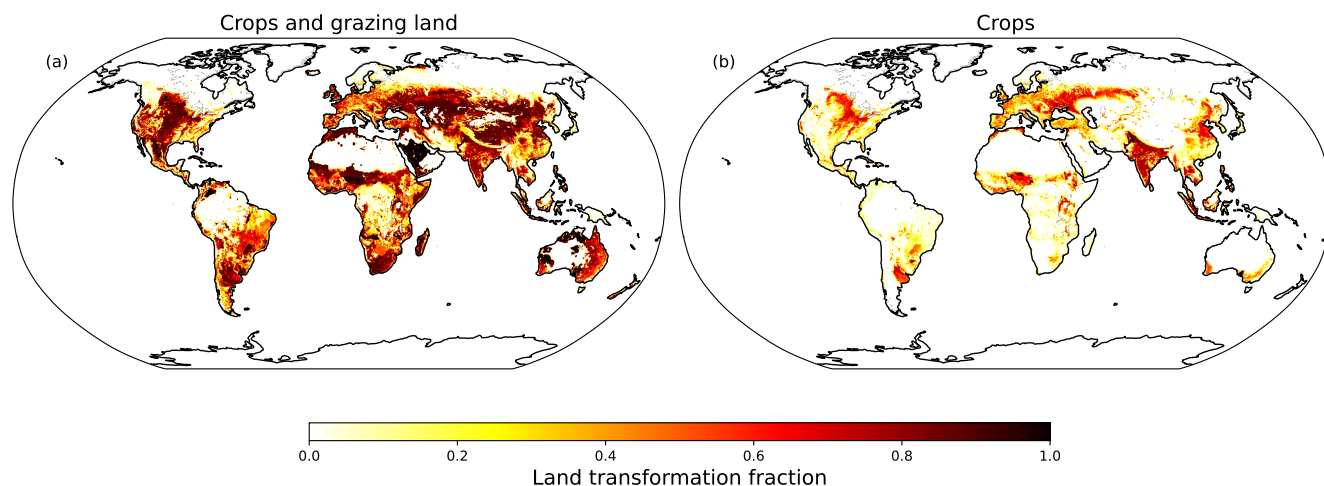 Crops and grazing land
Crops
(a)
(b)
0.0 0.2 0.4 0.6 0.8 1.0
Land transformation fraction